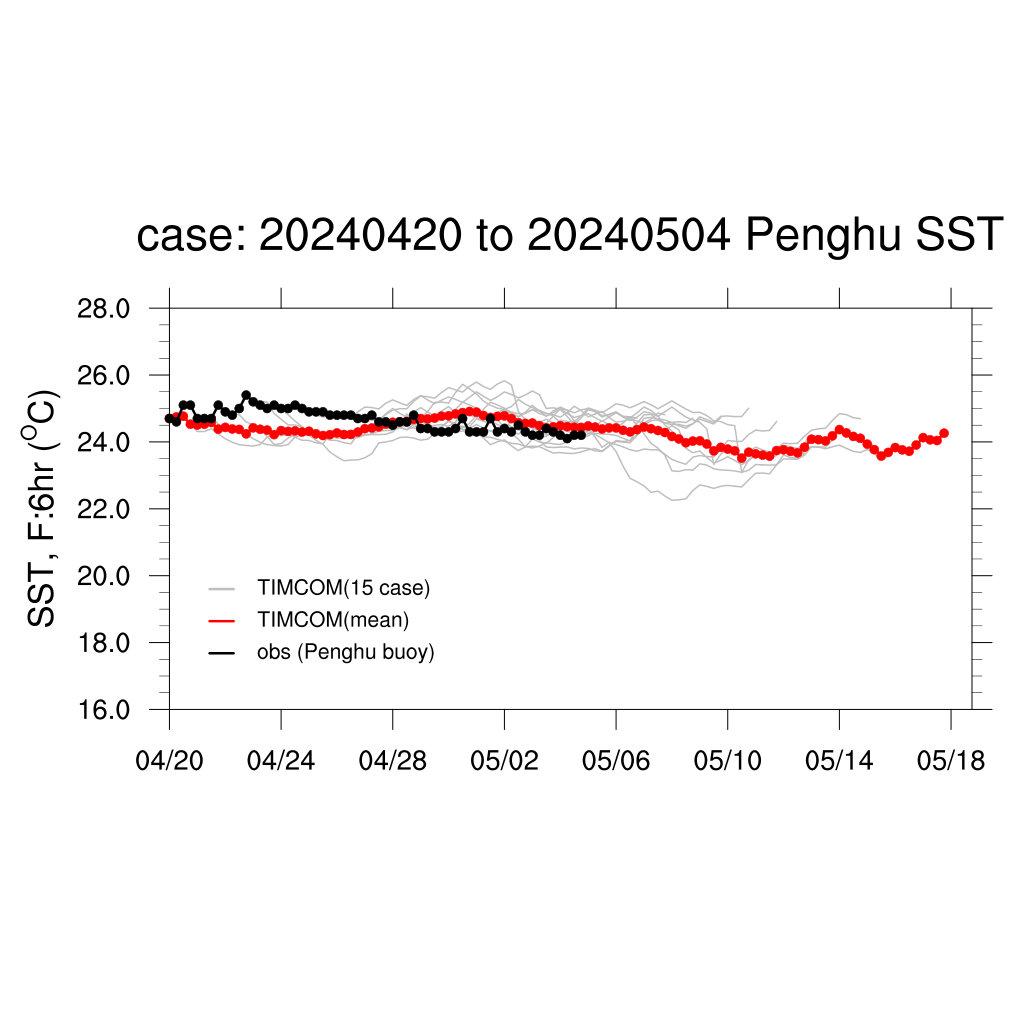 case: 20240420 to 20240504 Penghu SST
28.0
26.0
24.0
22.0
20.0
18.0
16.0
SST, F:6hr (°C)
TIMCOM(15 case)
TIMCOM(mean)
obs (Penghu buoy)
04/20 04/24 04/28 05/02 05/06 05/10 05/14 05/18